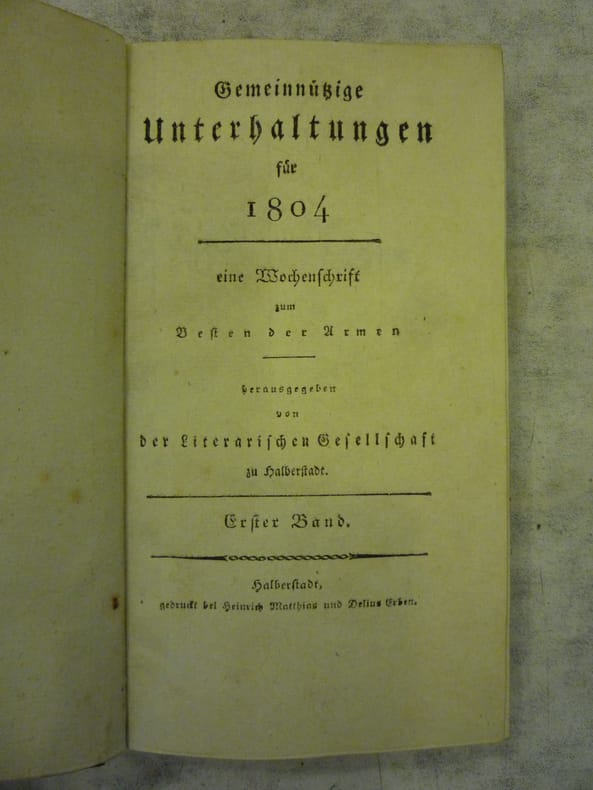 Gemeinnützige
Unterhaltungen
für
1804
eine Wochenschrift
zum
Besten der Armen
herausgegeben
von
der Literarischen Gesellschaft
zu Halberstadt.
Erster Band.
Halberstadt,
gedruckt bei Heinrich Matthias und Delius Erben.